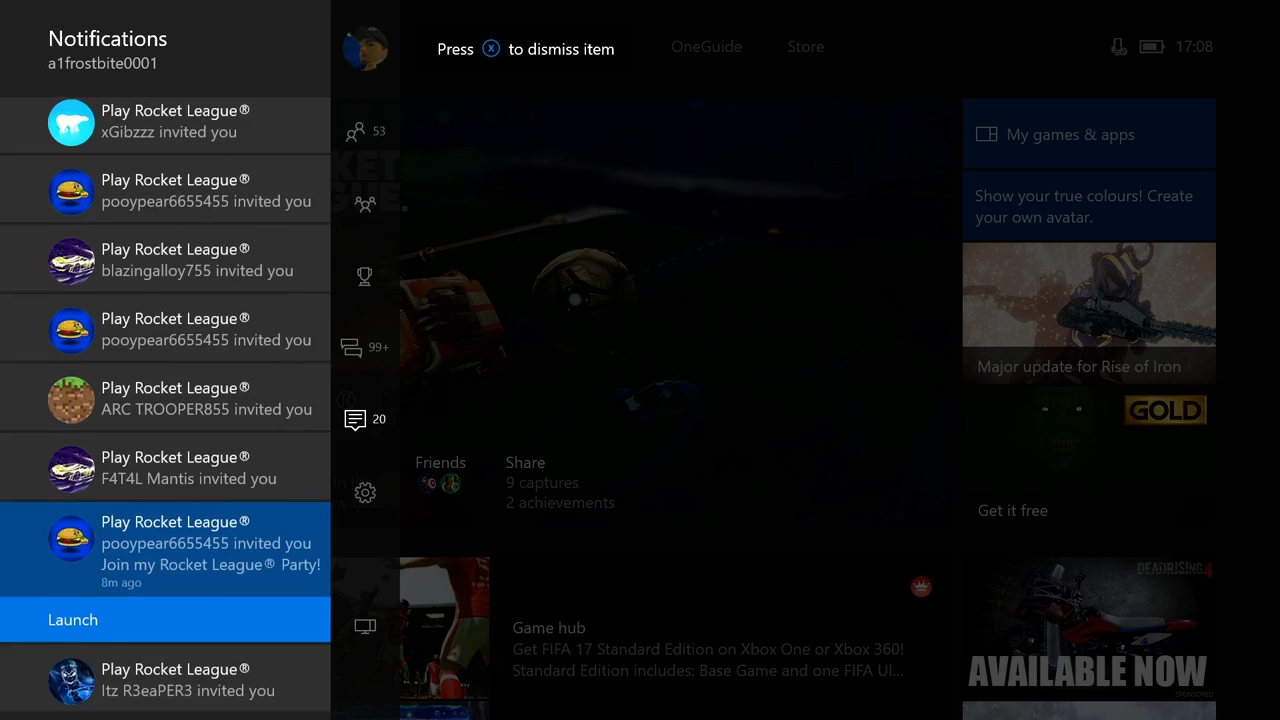 Notifications
a1frostbite0001
Play Rocket League®
xGibzzz invited you
Play Rocket League®
pooypear6655455 invited you
Play Rocket League®
blazingalloy755 invited you
Play Rocket League®
pooypear6655455 invited you
Play Rocket League®
ARC TROOPER855 invited you
Play Rocket League®
F4T4L Mantis invited you
Play Rocket League®
pooypear6655455 invited you
Join my Rocket League® Party!
8m ago
Launch
Play Rocket League®
Itz R3eaPER3 invited you
53
99+
20
Press X to dismiss item
OneGuide
Store
17:08
Friends
Share
9 captures
2 achievements
Game hub
Get FIFA 17 Standard Edition on Xbox One or Xbox 360!
Standard Edition includes: Base Game and one FIFA Ul...
My games & apps
Show your true colours! Create
your own avatar.
Major update for Rise of Iron
GOLD
Get it free
DEADRISING 4
AVAILABLE NOW
SPONSORED